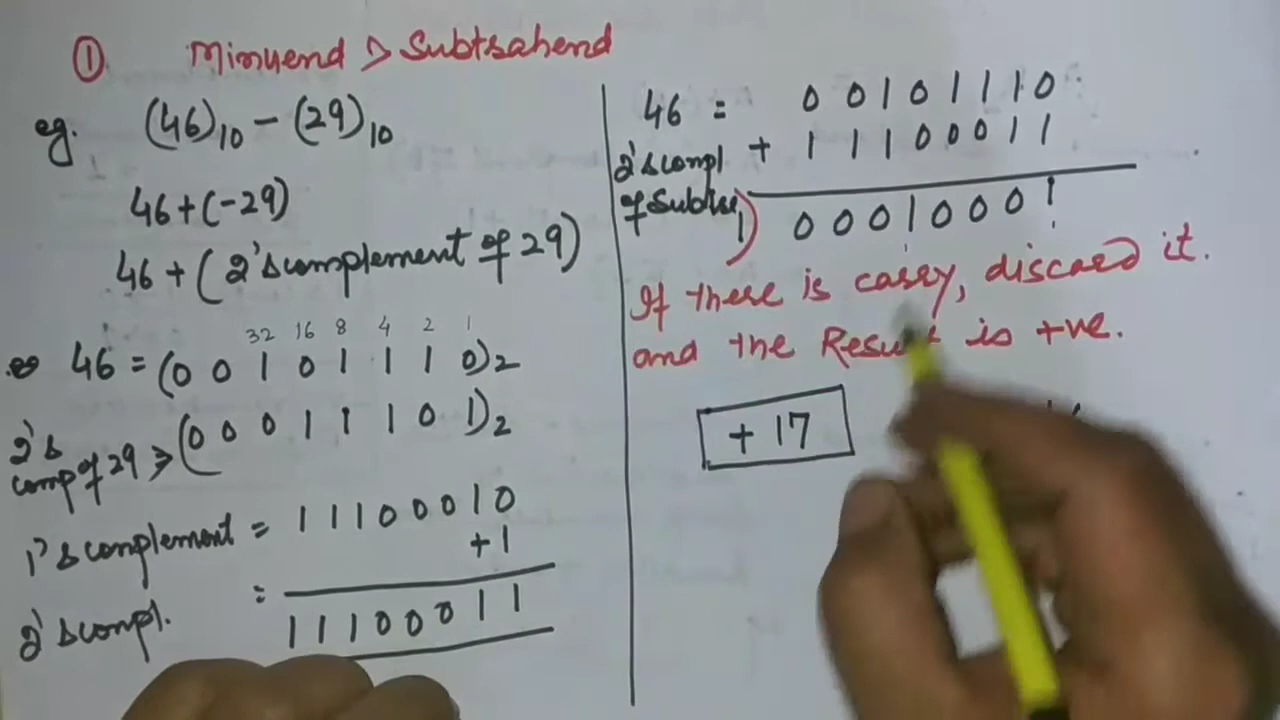 ① Minuend > Subtrahend
eg. (46)10 - (29)10
46 + (-29)
46 + (2's complement of 29)
32 16 8 4 2 1
46 = (0 0 1 0 1 1 1 0)2
2's comp of 29 ⇒ (0 0 0 1 1 1 0 1)2
1's complement = 1 1 1 0 0 0 1 0
+1
2's compl. = 1 1 1 0 0 0 1 1
46 = 0 0 1 0 1 1 1 0
2's compl + 1 1 1 0 0 0 1 1
of Subtra
1) 0 0 0 1 0 0 0 1
If there is carry, discard it.
and the Result is +ve.
+ 17